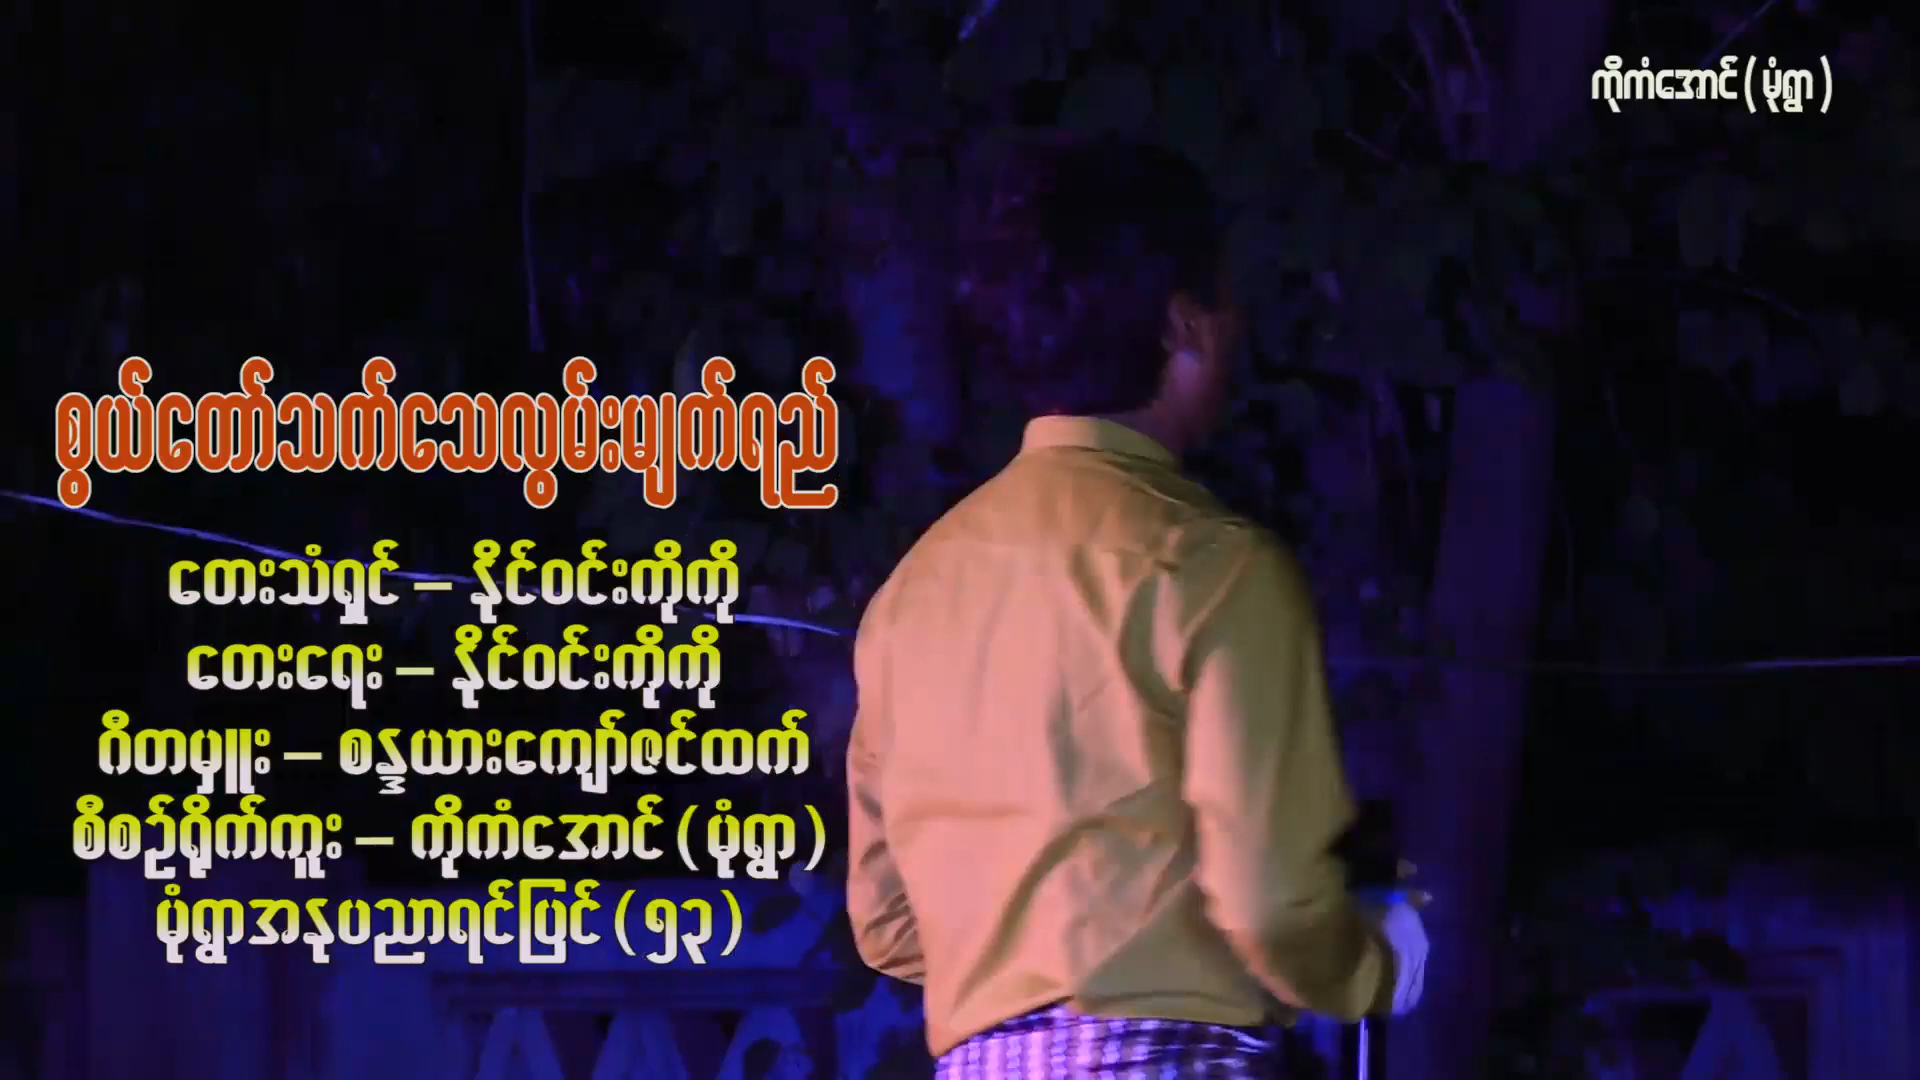 ကိုကံအောင် ( မုံရွာ )
စွယ်တော်သက်သေလွမ်းမျက်ရည်
တေးသံရှင် – နိုင်ဝင်းကိုကို
တေးရေး – နိုင်ဝင်းကိုကို
ဂီတမှူး – စန္ဒယားကျော်ဇင်ထက်
စီစဉ်ရိုက်ကူး – ကိုကံအောင် ( မုံရွာ )
မုံရွာအနုပညာရင်ပြင် ( ၅၃ )